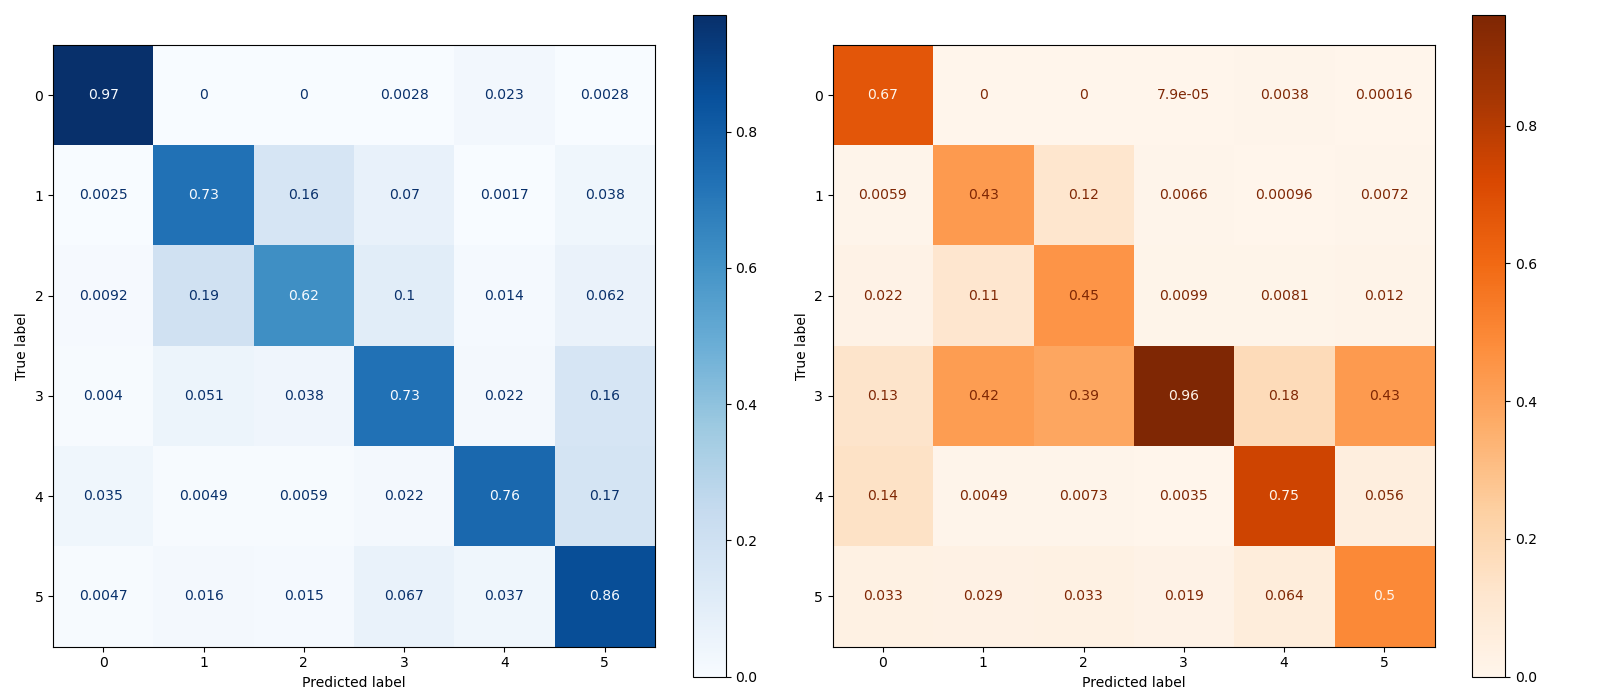 0 0.97 0 0 0.0028 0.023 0.0028
1 0.0025 0.73 0.16 0.07 0.0017 0.038
2 0.0092 0.19 0.62 0.1 0.014 0.062
3 0.004 0.051 0.038 0.73 0.022 0.16
4 0.035 0.0049 0.0059 0.022 0.76 0.17
5 0.0047 0.016 0.015 0.067 0.037 0.86
0 1 2 3 4 5
True label
Predicted label
0.8
0.6
0.4
0.2
0.0
0 0.67 0 0 7.9e-05 0.0038 0.00016
1 0.0059 0.43 0.12 0.0066 0.00096 0.0072
2 0.022 0.11 0.45 0.0099 0.0081 0.012
3 0.13 0.42 0.39 0.96 0.18 0.43
4 0.14 0.0049 0.0073 0.0035 0.75 0.056
5 0.033 0.029 0.033 0.019 0.064 0.5
0 1 2 3 4 5
True label
Predicted label
0.8
0.6
0.4
0.2
0.0